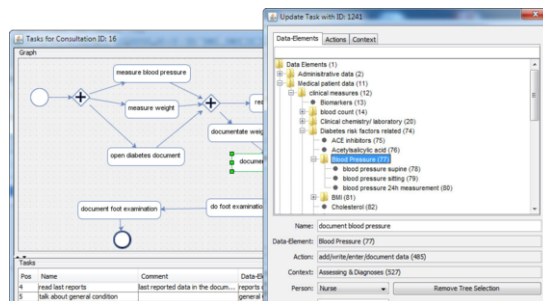 Tasks for Consultation ID: 16
Graph
measure blood pressure
measure weight
open diabetes document
documentate weig
docume
document foot examination
do foot examination
Tasks
Pos Name Comment Data-El
4 read last reports last reported data in the docum... reports
5 talk about general condition general
Update Task with ID: 1241
Data-Elements Actions Context
Data Elements (1)
Administrative data (2)
Medical patient data (11)
clinical measures (12)
Biomarkers (13)
blood count (14)
Clinical chemistry/ laboratory (28)
Diabetes risk factors related (74)
ACE inhibitors (75)
Acetylsalicylic acid (76)
Blood Pressure (77)
blood pressure supine (78)
blood pressure sitting (79)
blood pressure 24h measurement (80)
BMI (81)
Cholesterol (82)
Name: document blood pressure
Data-Element: Blood Pressure (77)
Action: add/write/enter/document data (485)
Context: Assessing & Diagnoses (527)
Person: Nurse Remove Tree Selection